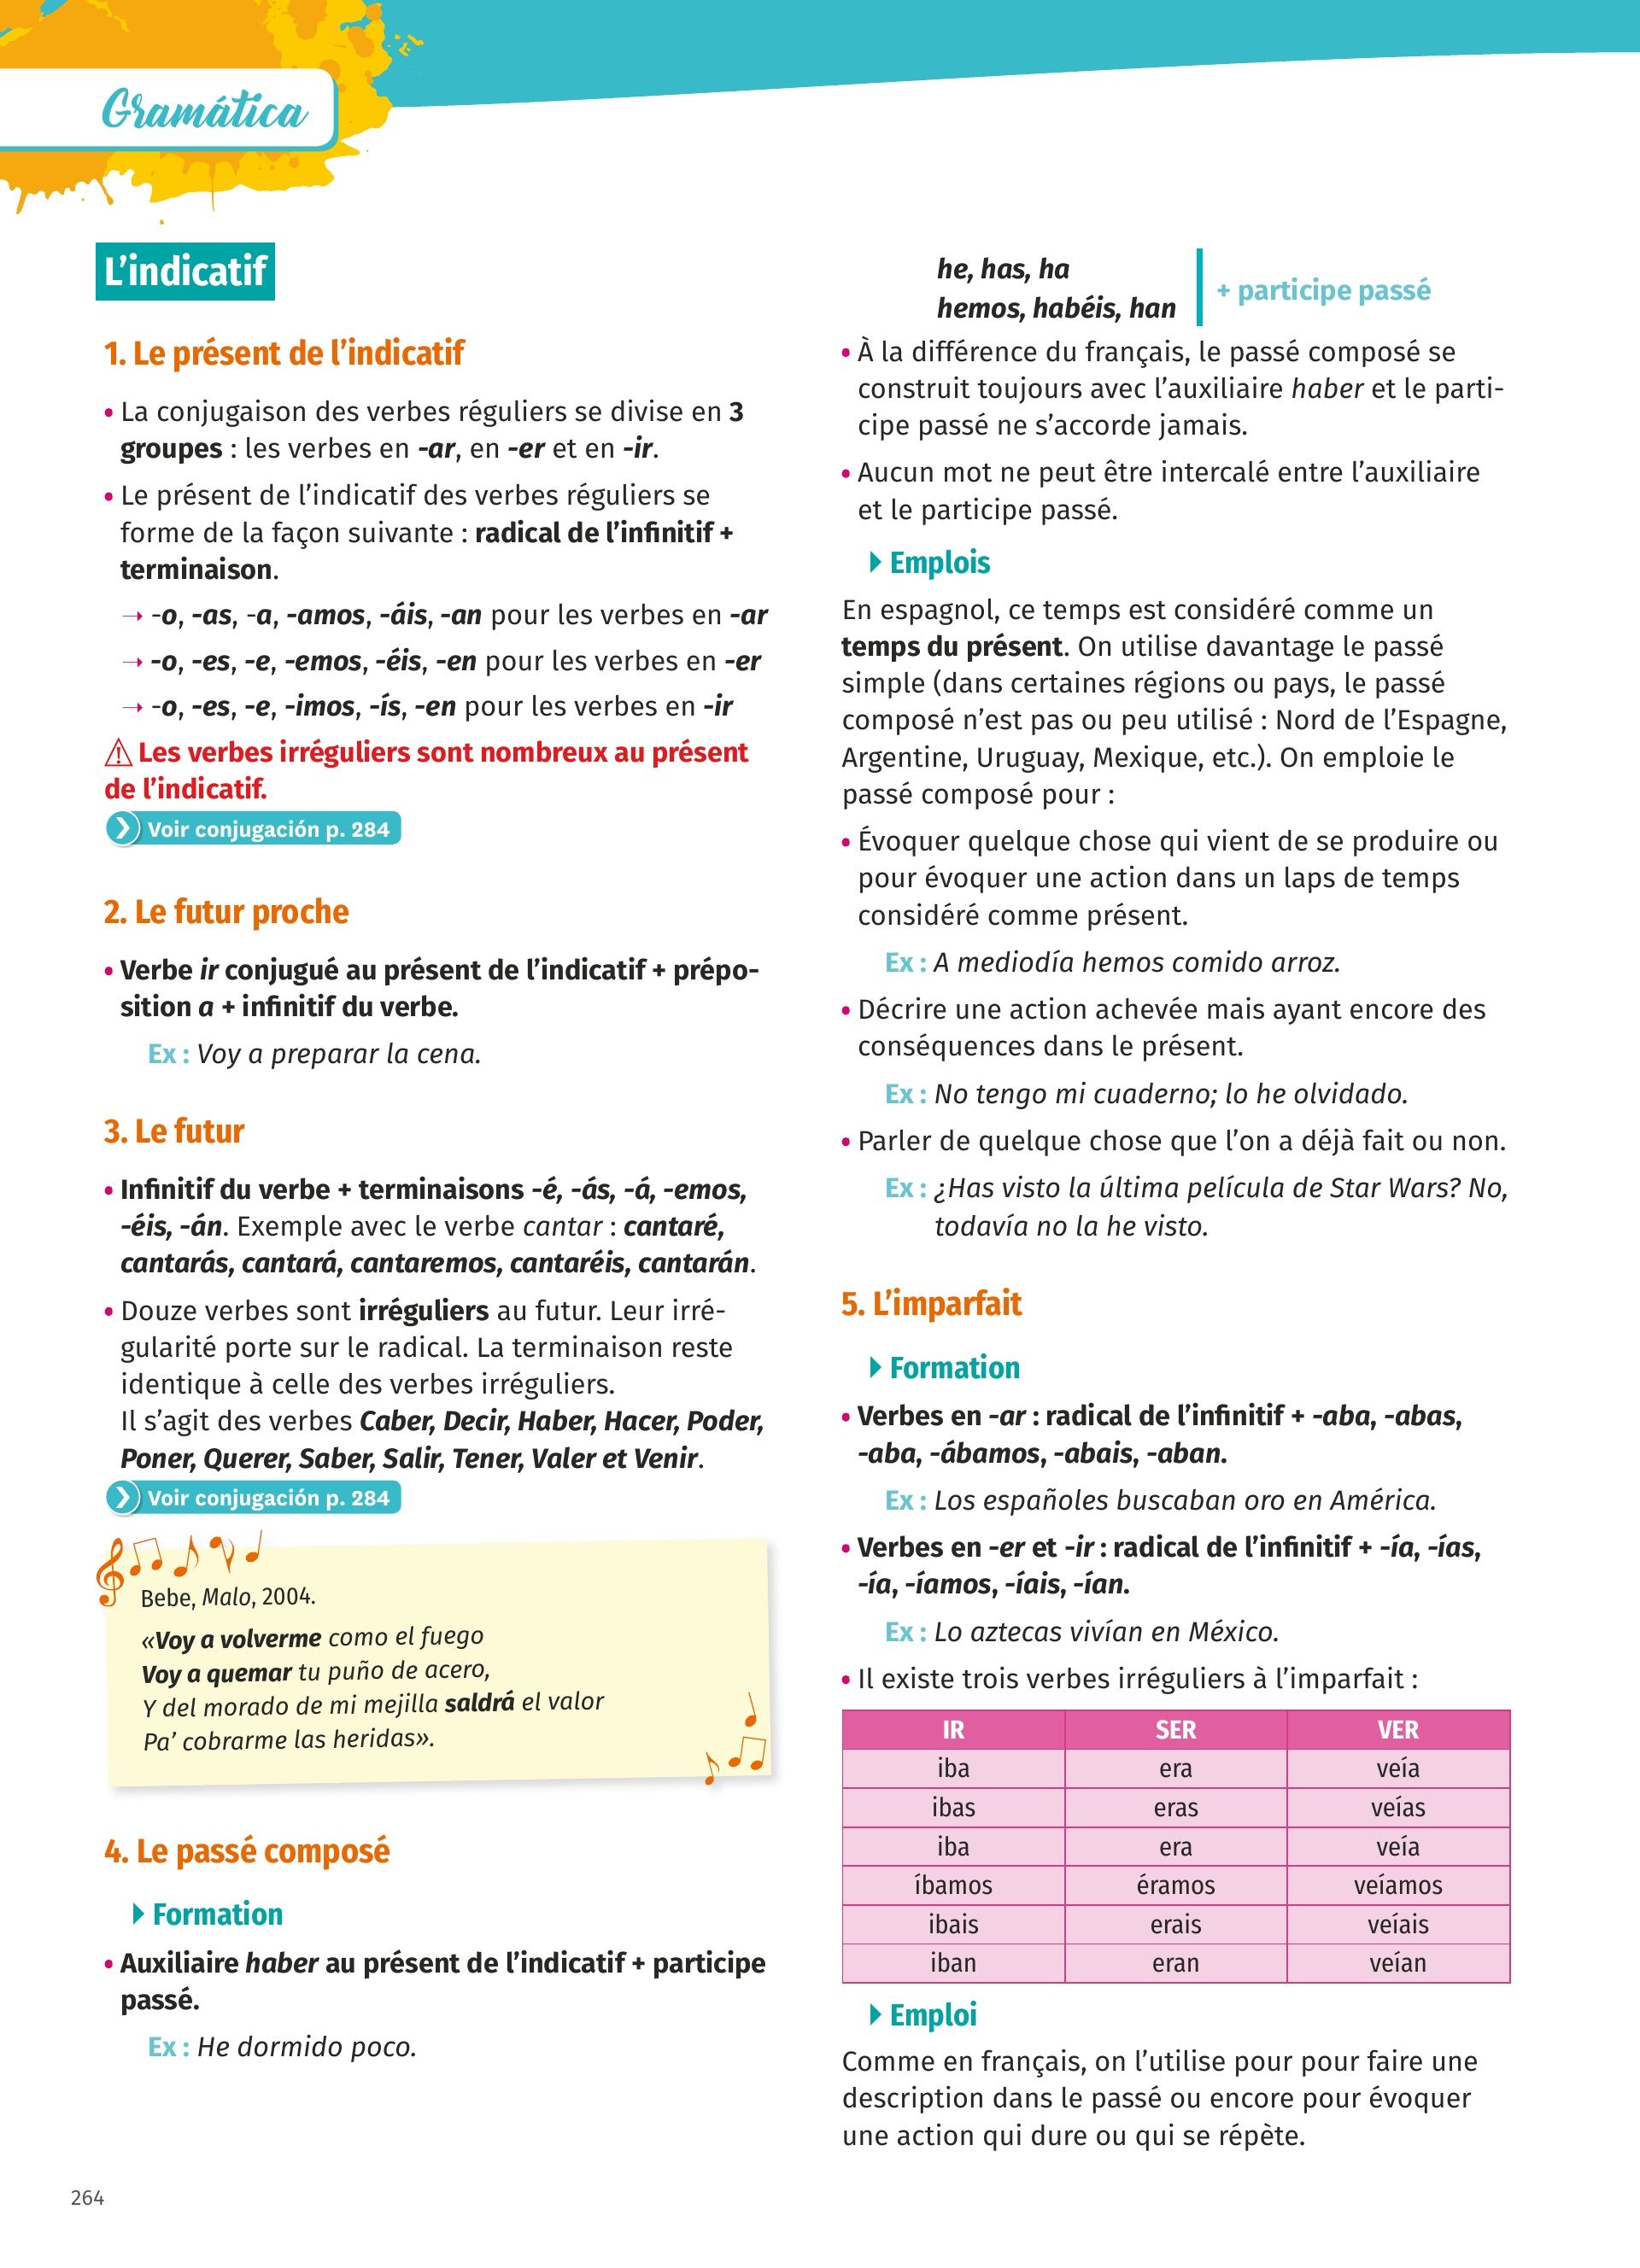 Gramática
L’indicatif
1. Le présent de l’indicatif
• La conjugaison des verbes réguliers se divise en 3
groupes : les verbes en -ar, en -er et en -ir.
• Le présent de l’indicatif des verbes réguliers se
forme de la façon suivante : radical de l’infinitif +
terminaison.
→ -o, -as, -a, -amos, -áis, -an pour les verbes en -ar
→ -o, -es, -e, -emos, -éis, -en pour les verbes en -er
→ -o, -es, -e, -imos, -ís, -en pour les verbes en -ir
⚠ Les verbes irréguliers sont nombreux au présent
de l’indicatif.
Voir conjugación p. 284
2. Le futur proche
• Verbe ir conjugué au présent de l’indicatif + prépo-
sition a + infinitif du verbe.
Ex : Voy a preparar la cena.
3. Le futur
• Infinitif du verbe + terminaisons -é, -ás, -á, -emos,
-éis, -án. Exemple avec le verbe cantar : cantaré,
cantarás, cantará, cantaremos, cantaréis, cantarán.
• Douze verbes sont irréguliers au futur. Leur irré-
gularité porte sur le radical. La terminaison reste
identique à celle des verbes irréguliers.
Il s’agit des verbes Caber, Decir, Haber, Hacer, Poder,
Poner, Querer, Saber, Salir, Tener, Valer et Venir.
Voir conjugación p. 284
Bebe, Malo, 2004.
«Voy a volverme como el fuego
Voy a quemar tu puño de acero,
Y del morado de mi mejilla saldrá el valor
Pa’ cobrarme las heridas».
4. Le passé composé
Formation
• Auxiliaire haber au présent de l’indicatif + participe
passé.
Ex : He dormido poco.
he, has, ha
hemos, habéis, han
+ participe passé
• À la différence du français, le passé composé se
construit toujours avec l’auxiliaire haber et le parti-
cipe passé ne s’accorde jamais.
• Aucun mot ne peut être intercalé entre l’auxiliaire
et le participe passé.
Emplois
En espagnol, ce temps est considéré comme un
temps du présent. On utilise davantage le passé
simple (dans certaines régions ou pays, le passé
composé n’est pas ou peu utilisé : Nord de l’Espagne,
Argentine, Uruguay, Mexique, etc.). On emploie le
passé composé pour :
• Évoquer quelque chose qui vient de se produire ou
pour évoquer une action dans un laps de temps
considéré comme présent.
Ex : A mediodía hemos comido arroz.
• Décrire une action achevée mais ayant encore des
conséquences dans le présent.
Ex : No tengo mi cuaderno; lo he olvidado.
• Parler de quelque chose que l’on a déjà fait ou non.
Ex : ¿Has visto la última película de Star Wars? No,
todavía no la he visto.
5. L’imparfait
Formation
• Verbes en -ar : radical de l’infinitif + -aba, -abas,
-aba, -ábamos, -abais, -aban.
Ex : Los españoles buscaban oro en América.
• Verbes en -er et -ir : radical de l’infinitif + -ía, -ías,
-ía, -íamos, -íais, -ían.
Ex : Lo aztecas vivían en México.
• Il existe trois verbes irréguliers à l’imparfait :
IR SER VER
iba era veía
ibas eras veías
iba era veía
íbamos éramos veíamos
ibais erais veíais
iban eran veían
Emploi
Comme en français, on l’utilise pour pour faire une
description dans le passé ou encore pour évoquer
une action qui dure ou qui se répète.
264